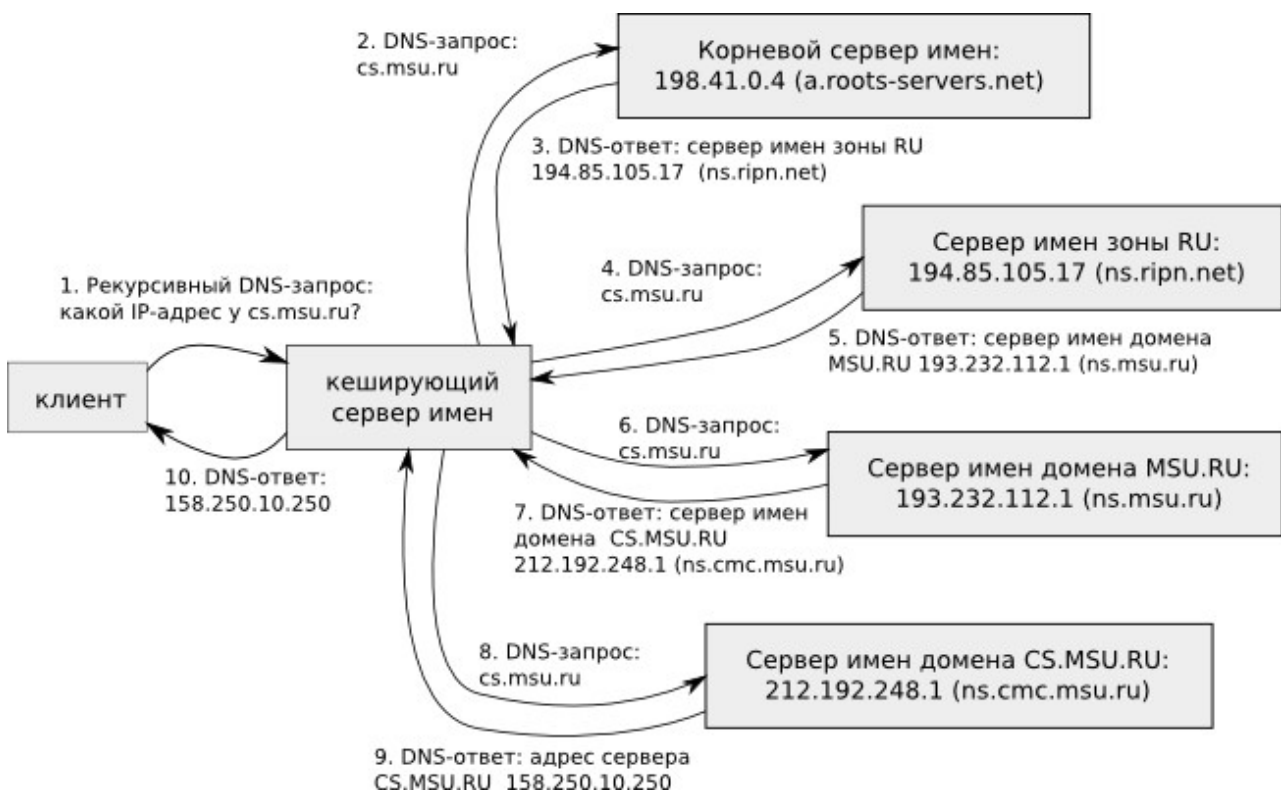 2. DNS-запрос:
cs.msu.ru
Корневой сервер имен:
198.41.0.4 (a.roots-servers.net)
3. DNS-ответ: сервер имен зоны RU
194.85.105.17 (ns.ripn.net)
Сервер имен зоны RU:
194.85.105.17 (ns.ripn.net)
4. DNS-запрос:
cs.msu.ru
1. Рекурсивный DNS-запрос:
какой IP-адрес у cs.msu.ru?
5. DNS-ответ: сервер имен домена
MSU.RU 193.232.112.1 (ns.msu.ru)
клиент
кеширующий
сервер имен
6. DNS-запрос:
cs.msu.ru
Сервер имен домена MSU.RU:
193.232.112.1 (ns.msu.ru)
10. DNS-ответ:
158.250.10.250
7. DNS-ответ: сервер имен
домена CS.MSU.RU
212.192.248.1 (ns.cmc.msu.ru)
8. DNS-запрос:
cs.msu.ru
Сервер имен домена CS.MSU.RU:
212.192.248.1 (ns.cmc.msu.ru)
9. DNS-ответ: адрес сервера
CS.MSU.RU 158.250.10.250